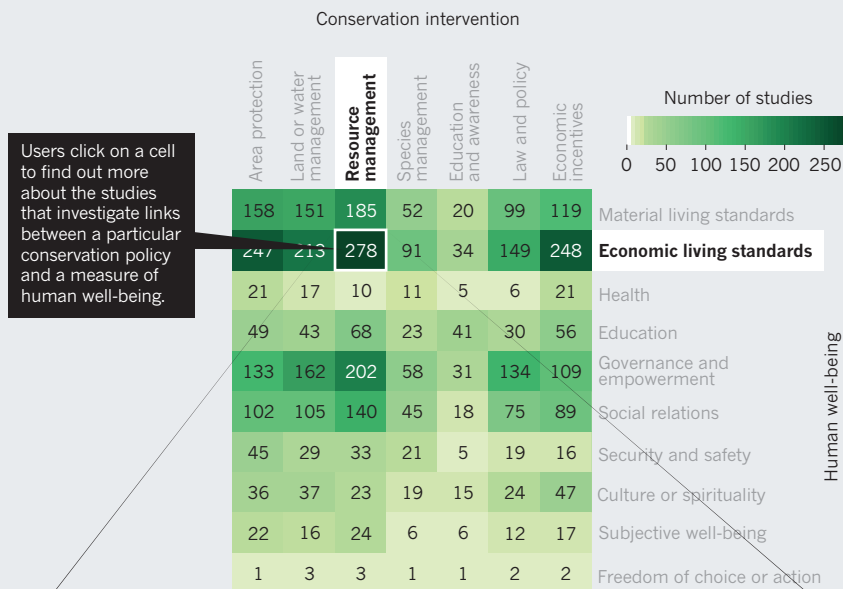 Conservation intervention
Area protection
Land or water
management
Resource
management
Species
management
Education
and awareness
Law and policy
Economic
incentives
Number of studies
0 50 100 150 200 250
Users click on a cell
to find out more
about the studies
that investigate links
between a particular
conservation policy
and a measure of
human well-being.
158 151 185 52 20 99 119 Material living standards
247 213 278 91 34 149 248 Economic living standards
21 17 10 11 5 6 21 Health
49 43 68 23 41 30 56 Education
133 162 202 58 31 134 109 Governance and
empowerment
102 105 140 45 18 75 89 Social relations
45 29 33 21 5 19 16 Security and safety
36 37 23 19 15 24 47 Culture or spirituality
22 16 24 6 6 12 17 Subjective well-being
1 3 3 1 1 2 2 Freedom of choice or action
Human well-being